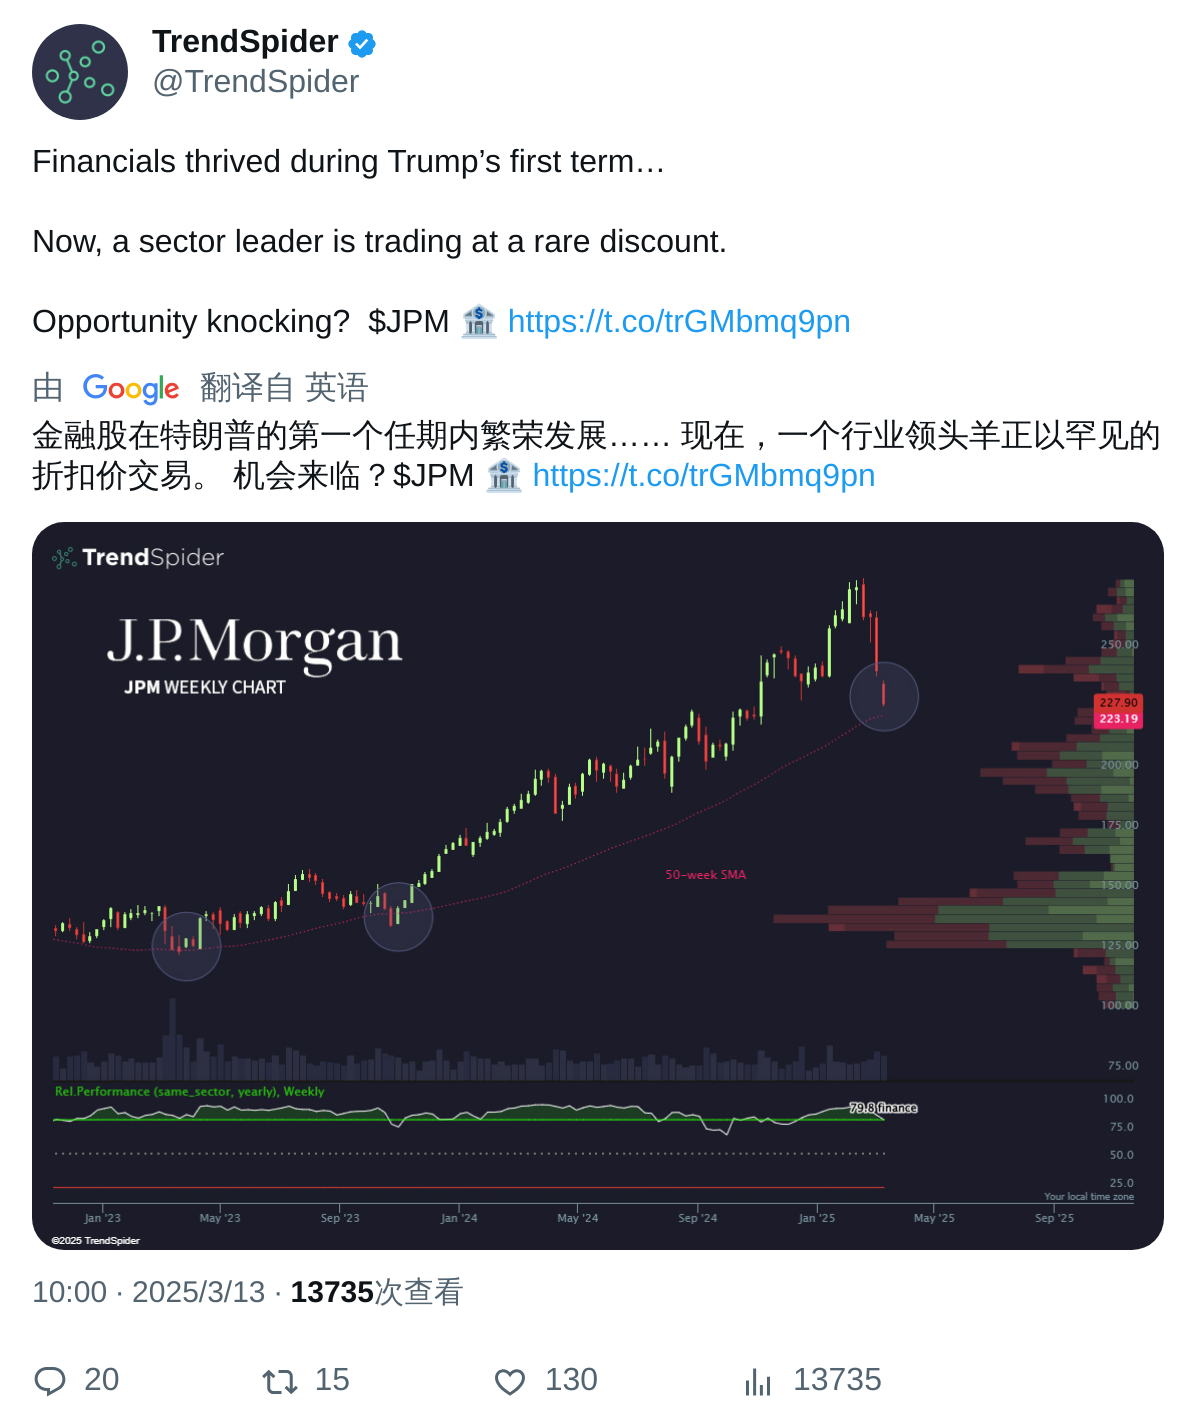 TrendSpider
@TrendSpider
Financials thrived during Trump’s first term…
Now, a sector leader is trading at a rare discount.
Opportunity knocking?  $JPM 🏦 https://t.co/trGMbmq9pn
由 Google 翻译自 英语
金融股在特朗普的第一个任期内繁荣发展…… 现在，一个行业领头羊正以罕见的
折扣价交易。 机会来临？$JPM 🏦 https://t.co/trGMbmq9pn
TrendSpider
J.P.Morgan
JPM WEEKLY CHART
250.00
227.90
223.19
200.00
175.00
50-week SMA
150.00
125.00
100.00
75.00
Rel.Performance (same_sector, yearly), Weekly
79.8 finance
100.0
75.0
50.0
25.0
Your local time zone
Jan '23 May '23 Sep '23 Jan '24 May '24 Sep '24 Jan '25 May '25 Sep '25
©2025 TrendSpider
10:00 · 2025/3/13 · 13735次查看
20 15 130 13735